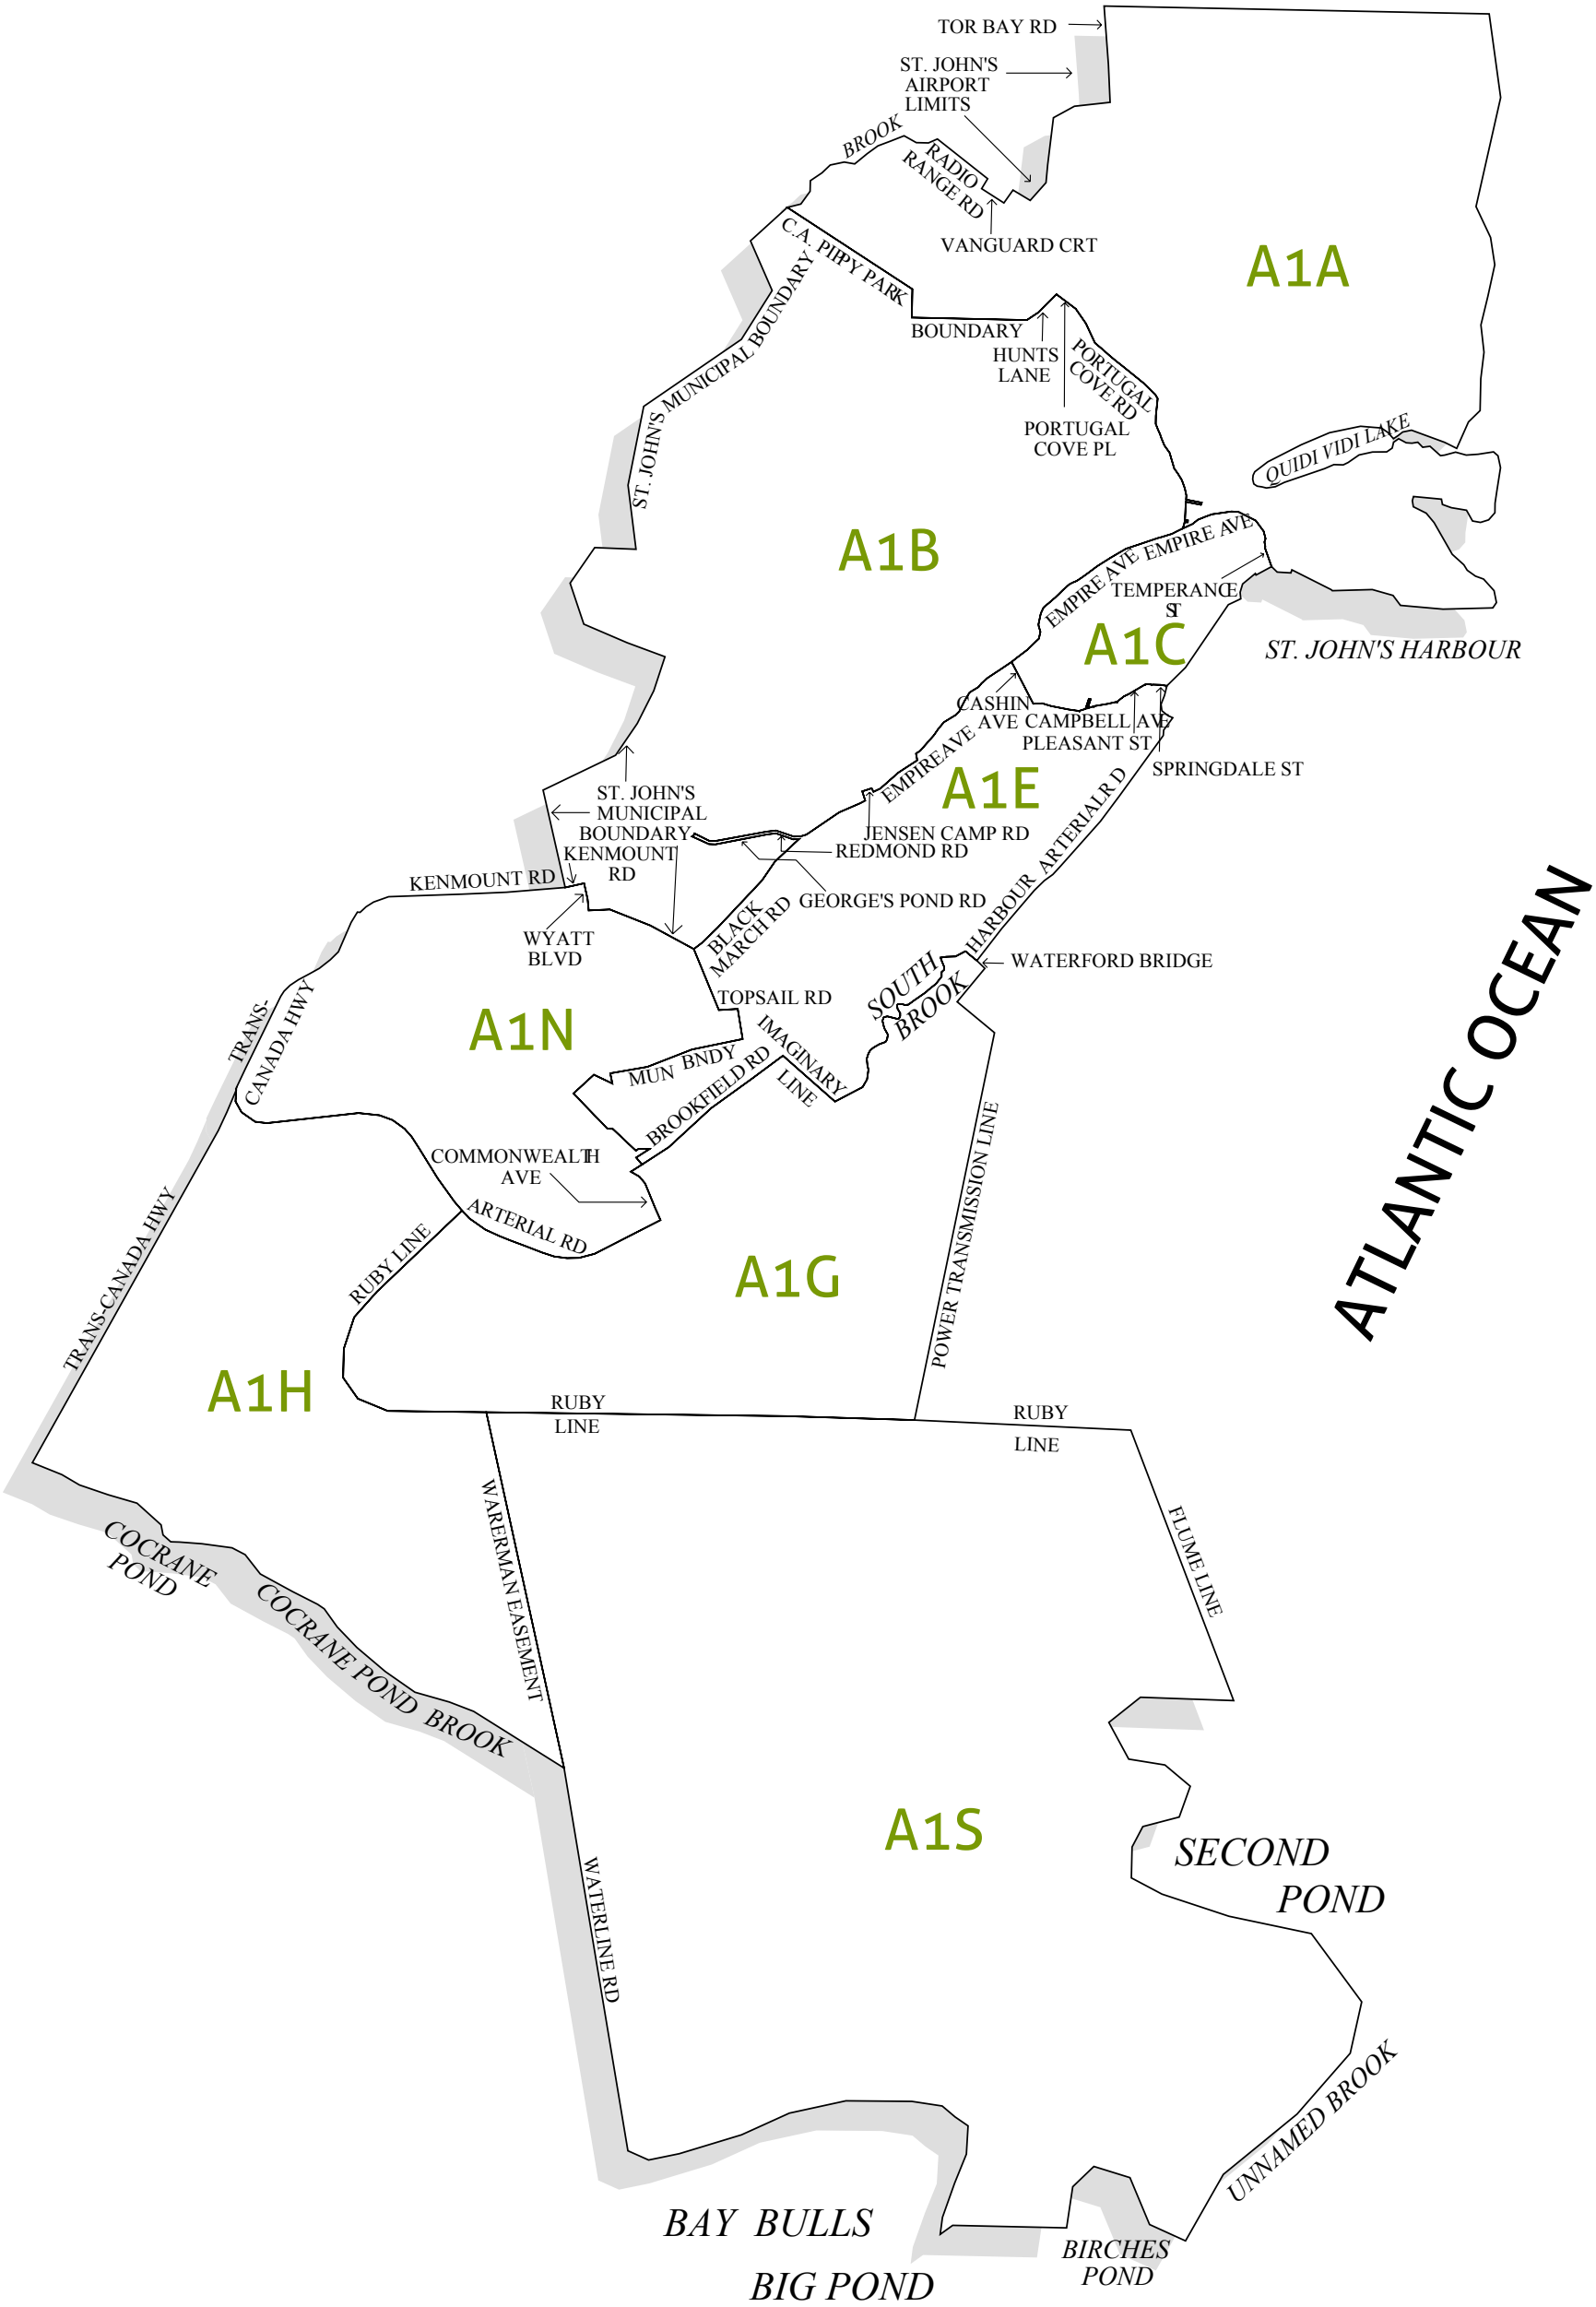 TOR BAY RD
ST. JOHN'S
AIRPORT
LIMITS
BROOK
RADIO
RANGE RD
VANGUARD CRT
C.A. PIPPY PARK
BOUNDARY
A1A
HUNTS
LANE
PORTUGAL
COVE RD
PORTUGAL
COVE PL
ST. JOHN'S MUNICIPAL BOUNDARY
QUIDI VIDI LAKE
A1B
EMPIRE AVE
EMPIRE AVE
TEMPERANCE
ST
A1C
ST. JOHN'S HARBOUR
CASHIN
AVE
CAMPBELL AVE
PLEASANT ST
SPRINGDALE ST
EMPIRE AVE
A1E
ST. JOHN'S
MUNICIPAL
BOUNDARY
KENMOUNT
RD
JENSEN CAMP RD
REDMOND RD
GEORGE'S POND RD
HARBOUR ARTERIALR D
KENMOUNT RD
WYATT
BLVD
BLACK
MARCH RD
WATERFORD BRIDGE
SOUTH
BROOK
TOPSAIL RD
ATLANTIC OCEAN
TRANS-
CANADA HWY
A1N
IMAGINARY
LINE
MUN BNDY
BROOKFIELD RD
COMMONWEALTH
AVE
ARTERIAL RD
POWER TRANSMISSION LINE
TRANS-CANADA HWY
RUBY LINE
A1G
A1H
RUBY
LINE
RUBY
LINE
WARERMAN EASEMENT
FLUME LINE
COCRANE
POND
COCRANE POND BROOK
A1S
SECOND
POND
WATERLINE RD
UNNAMED BROOK
BAY BULLS
BIG POND
BIRCHES
POND